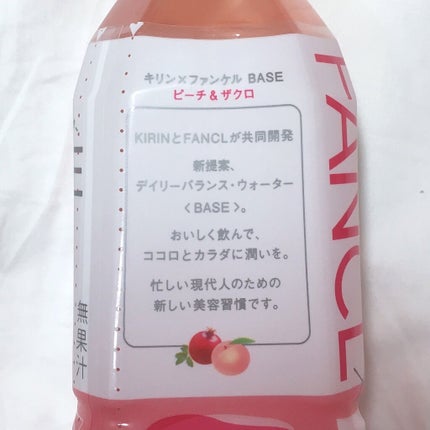 キリン×ファンケル BASE
ピーチ&ザクロ
KIRINとFANCLが共同開発
新提案、
デイリーバランス・ウォーター
〈BASE〉。
おいしく飲んで、
ココロとカラダに潤いを。
忙しい現代人のための
新しい美容習慣です。
FANCL
無果汁